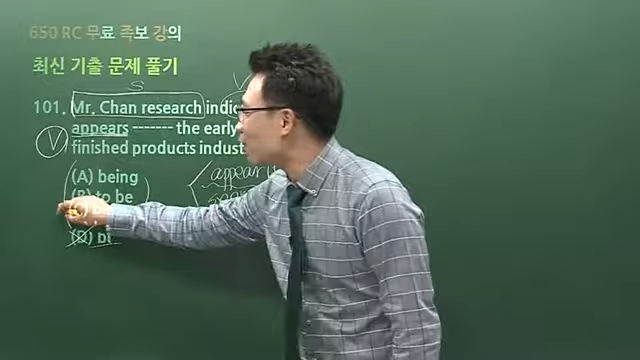 650 RC 무료 족보 강의
최신 기출 문제 풀기
S
V
101. Mr. Chan research indic
appears ------- the early
V
finished products indust
appear
(A) being
(B) to be
(D)